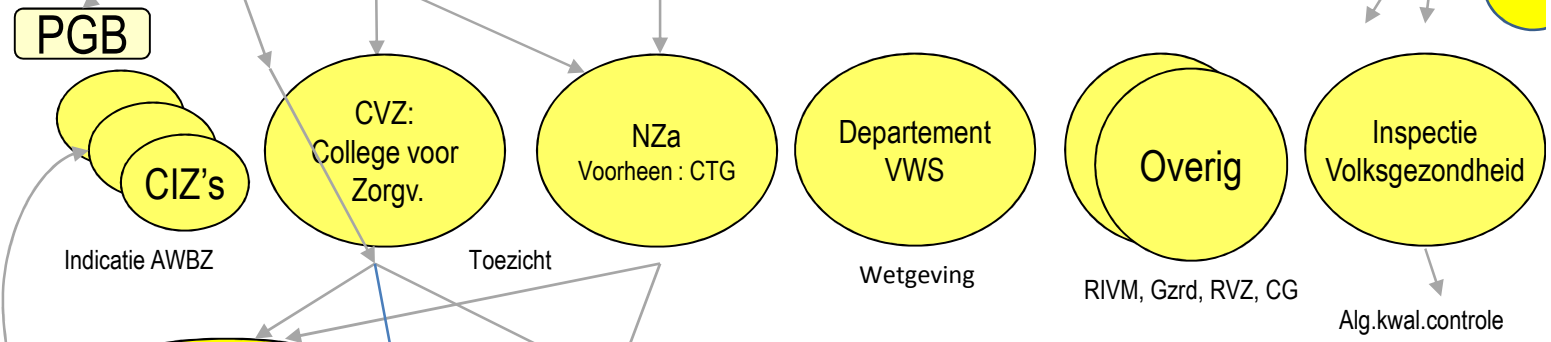 PGB
CIZ's
Indicatie AWBZ
CVZ:
College voor
Zorgv.
Toezicht
NZa
Voorheen : CTG
Departement
VWS
Wetgeving
Overig
RIVM, Gzrd, RVZ, CG
Inspectie
Volksgezondheid
Alg.kwal.controle